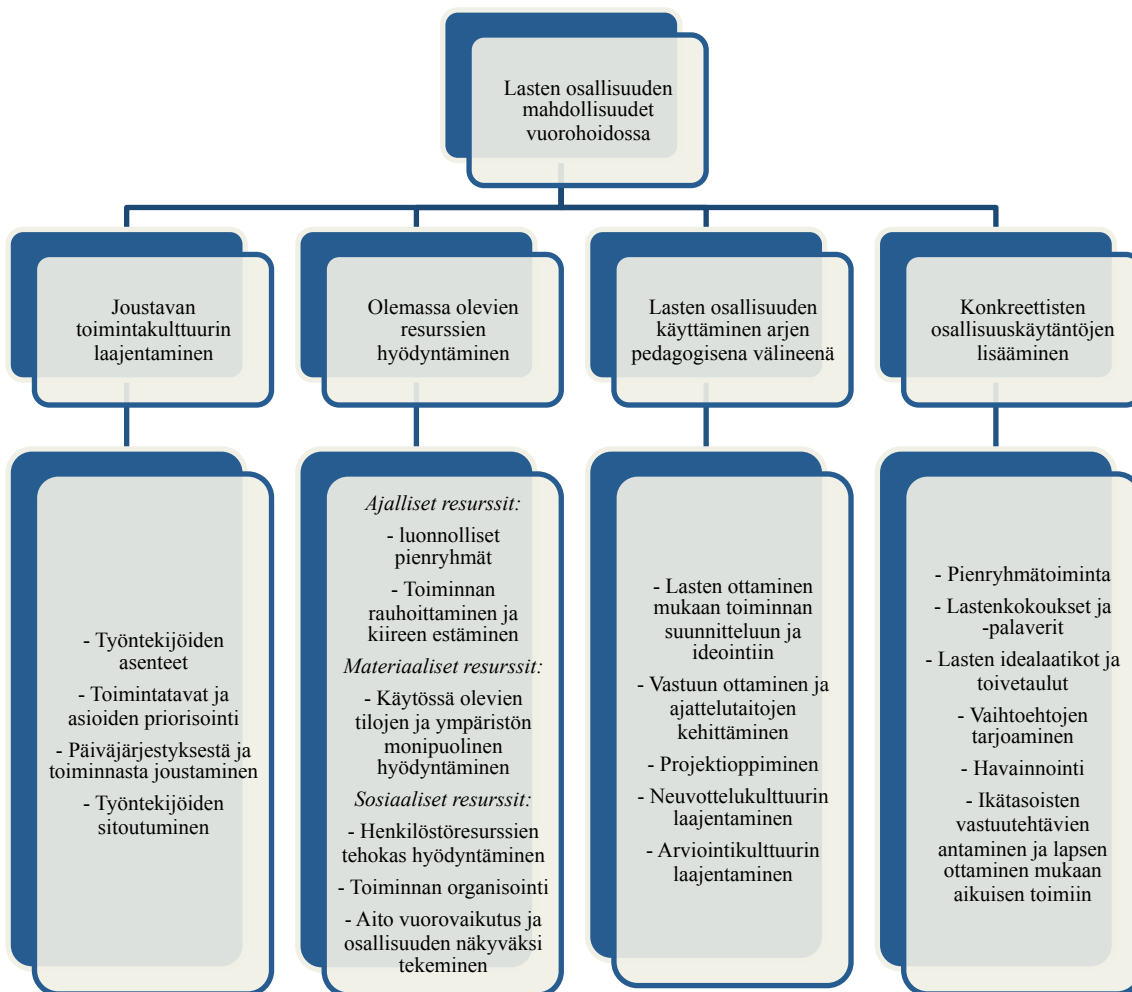 Lasten osallisuuden
mahdollisuudet
vuorohoidossa
Joustavan
toimintakulttuurin
laajentaminen
Olemassa olevien
resurssien
hyödyntäminen
Lasten osallisuuden
käyttäminen arjen
pedagogisena välineenä
Konkreettisten
osallisuuskäytäntöjen
lisääminen
- Työntekijöiden
asenteet
- Toimintatavat ja
asioiden priorisointi
- Päiväjärjestyksestä ja
toiminnasta joustaminen
- Työntekijöiden
sitoutuminen
Ajalliset resurssit:
- luonnolliset
pienryhmät
- Toiminnan
rauhoittaminen ja
kiireen estäminen
Materiaaliset resurssit:
- Käytössä olevien
tilojen ja ympäristön
monipuolinen
hyödyntäminen
Sosiaaliset resurssit:
- Henkilöstöresurssien
tehokas hyödyntäminen
- Toiminnan organisointi
- Aito vuorovaikutus ja
osallisuuden näkyväksi
tekeminen
- Lasten ottaminen
mukaan toiminnan
suunnitteluun ja
ideointiin
- Vastuun ottaminen ja
ajattelutaitojen
kehittäminen
- Projektioppiminen
- Neuvottelukulttuurin
laajentaminen
- Arviointikulttuurin
laajentaminen
- Pienryhmätoiminta
- Lastenkokoukset ja
-palaverit
- Lasten idealaatikot ja
toivetaulut
- Vaihtoehtojen
tarjoaminen
- Havainnointi
- Ikätasoisten
vastuutehtävien
antaminen ja lapsen
ottaminen mukaan
aikuisen toimiin